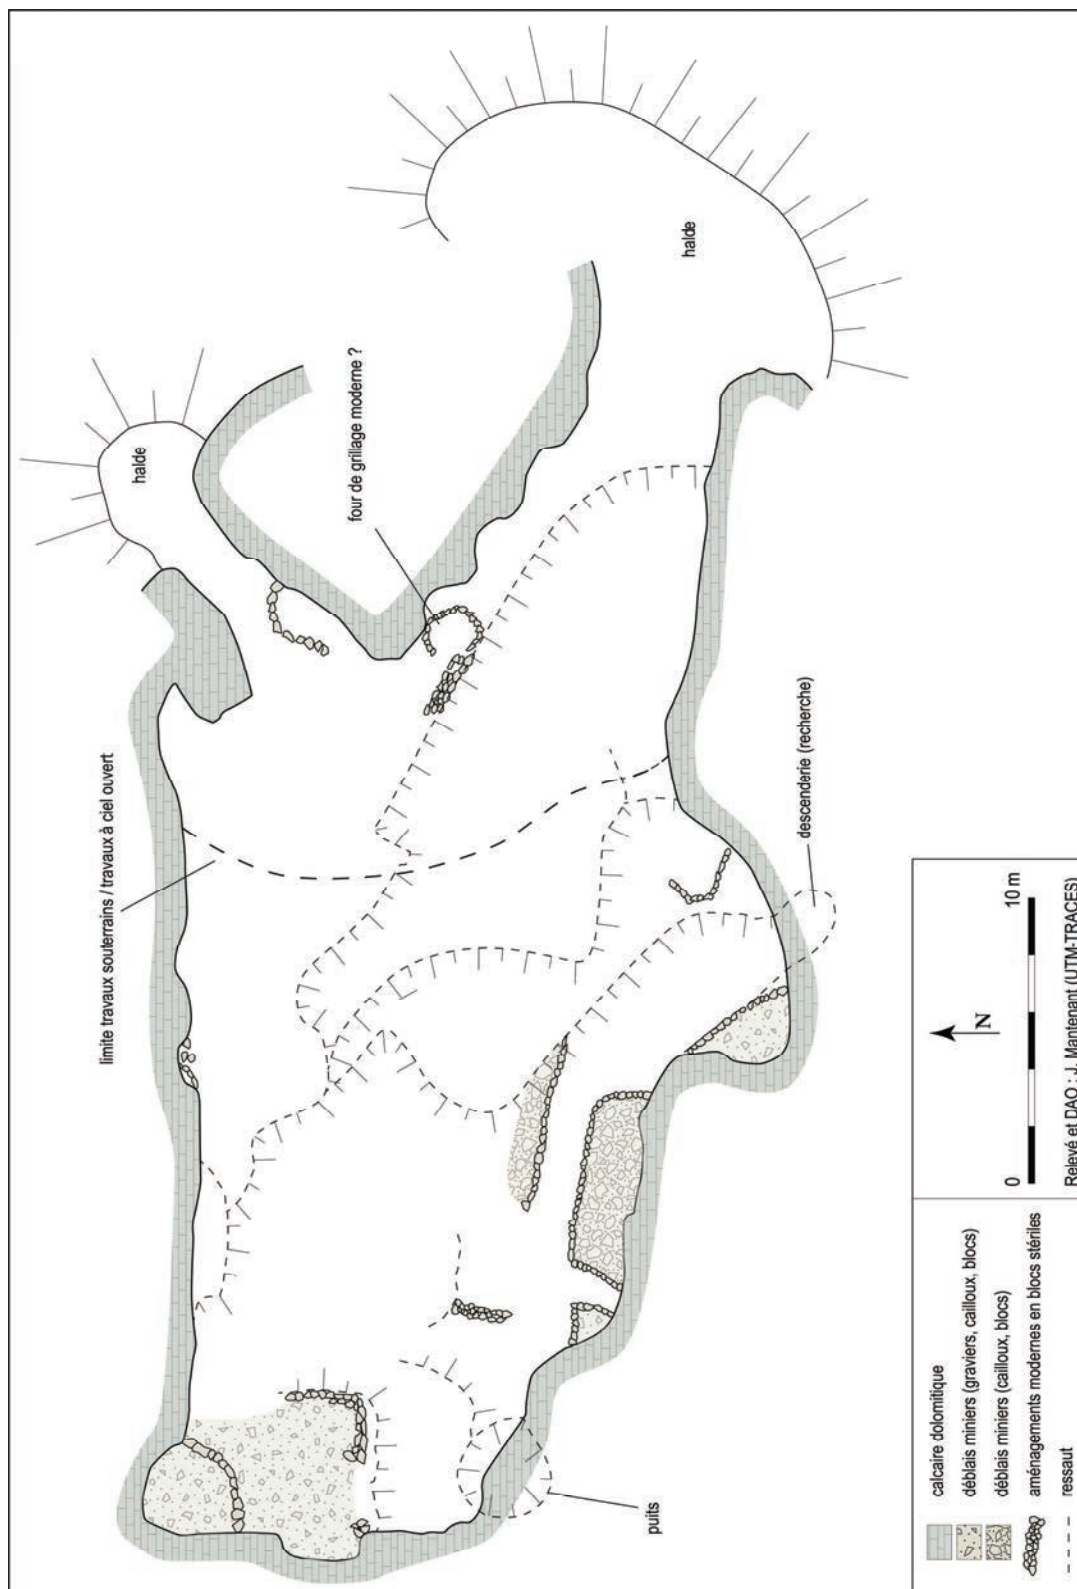 halde
halde
four de grillage moderne ?
limite travaux souterrains / travaux à ciel ouvert
descenderie (recherche)
puits
calcaire dolomitique
déblais miniers (graviers, cailloux, blocs)
déblais miniers (cailloux, blocs)
aménagements modernes en blocs stériles
ressaut
N
0 10 m
Relevé et DAO : J. Mantenant (UTM-TRACES)